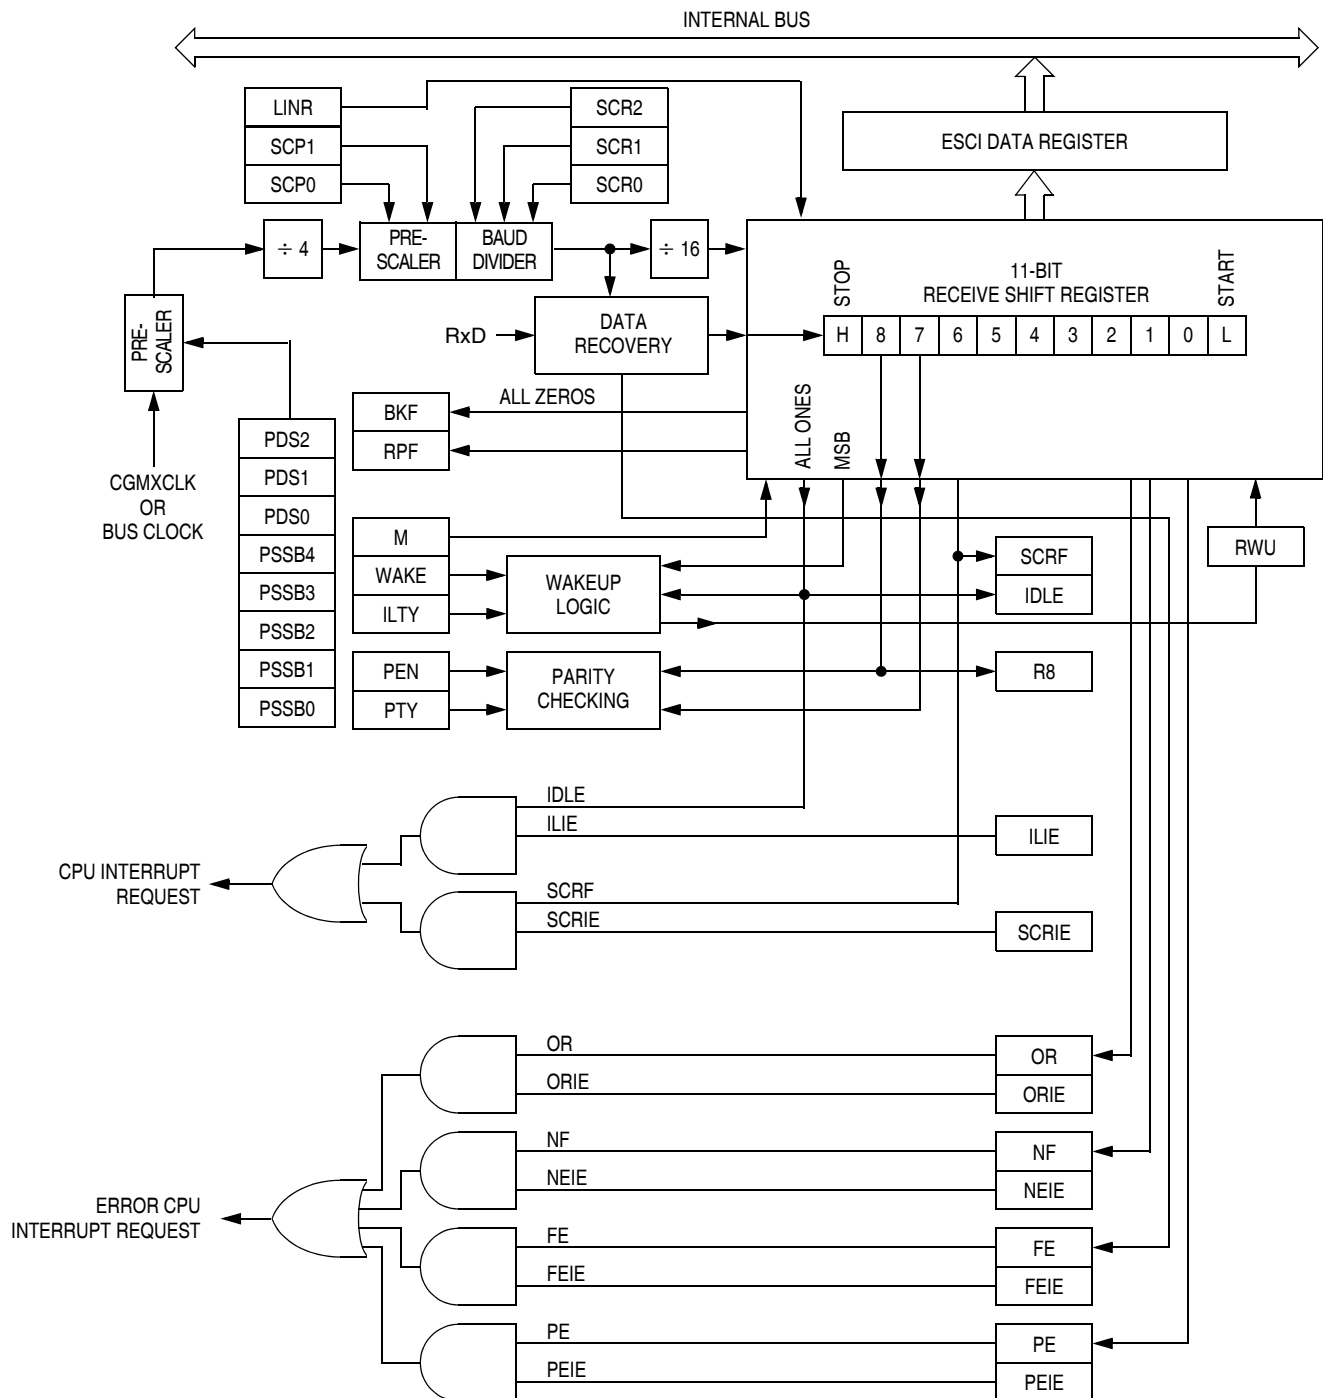 INTERNAL BUS
LINR
SCP1
SCP0
SCR2
SCR1
SCR0
ESCI DATA REGISTER
÷ 4
PRE-
SCALER
BAUD
DIVIDER
÷ 16
PRE-
SCALER
CGMXCLK
OR
BUS CLOCK
RxD
DATA
RECOVERY
STOP
11-BIT
RECEIVE SHIFT REGISTER
START
H 8 7 6 5 4 3 2 1 0 L
ALL ONES
MSB
ALL ZEROS
BKF
RPF
PDS2
PDS1
PDS0
PSSB4
PSSB3
PSSB2
PSSB1
PSSB0
M
WAKE
ILTY
WAKEUP
LOGIC
SCRF
IDLE
RWU
PEN
PTY
PARITY
CHECKING
R8
IDLE
ILIE
ILIE
CPU INTERRUPT
REQUEST
SCRF
SCRIE
SCRIE
OR
ORIE
OR
ORIE
NF
NEIE
NF
NEIE
ERROR CPU
INTERRUPT REQUEST
FE
FEIE
FE
FEIE
PE
PEIE
PE
PEIE